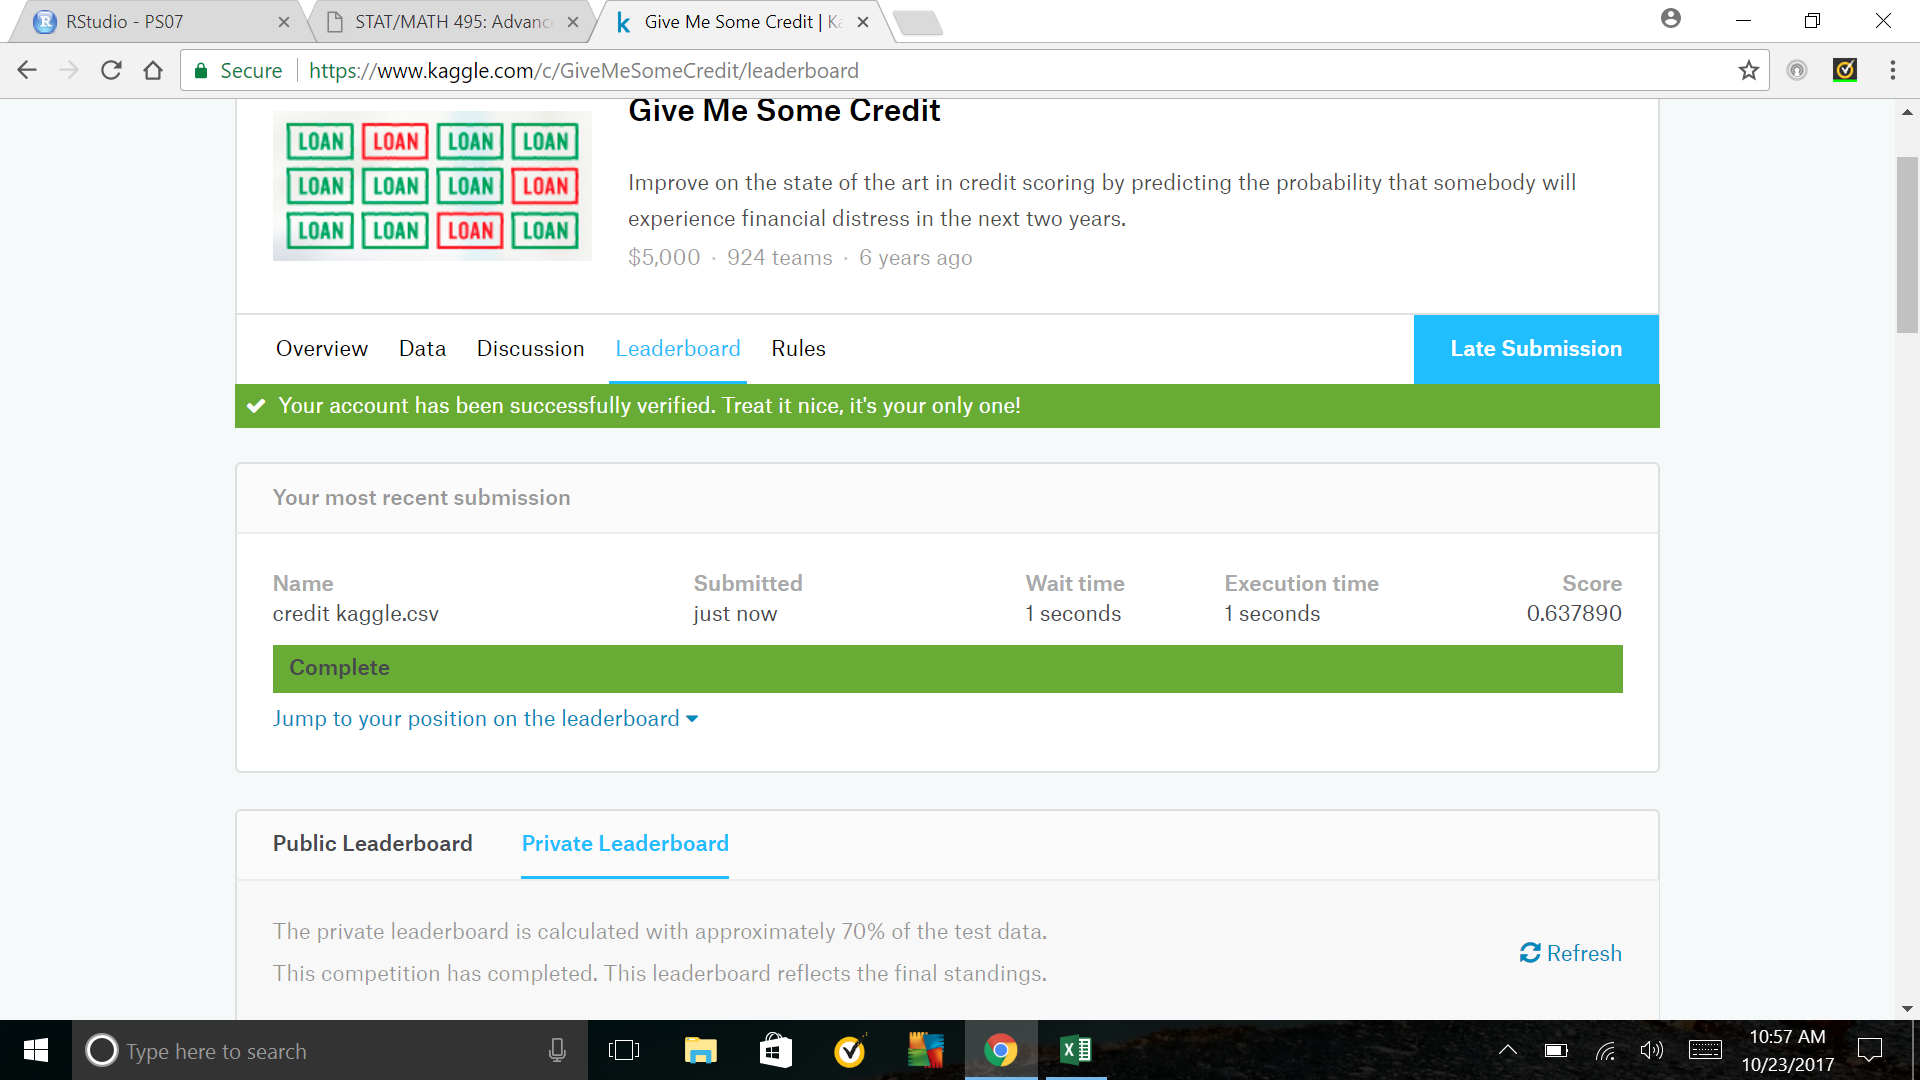 RStudio - PS07
STAT/MATH 495: Advanc
Give Me Some Credit | Ka
Secure
https://www.kaggle.com/c/GiveMeSomeCredit/leaderboard
LOAN LOAN LOAN LOAN
LOAN LOAN LOAN LOAN
LOAN LOAN LOAN LOAN
Give Me Some Credit
Improve on the state of the art in credit scoring by predicting the probability that somebody will
experience financial distress in the next two years.
$5,000 · 924 teams · 6 years ago
Overview Data Discussion Leaderboard Rules
Late Submission
Your account has been successfully verified. Treat it nice, it's your only one!
Your most recent submission
Name Submitted Wait time Execution time Score
credit kaggle.csv just now 1 seconds 1 seconds 0.637890
Complete
Jump to your position on the leaderboard
Public Leaderboard Private Leaderboard
The private leaderboard is calculated with approximately 70% of the test data.
This competition has completed. This leaderboard reflects the final standings.
Refresh
Type here to search
10:57 AM
10/23/2017